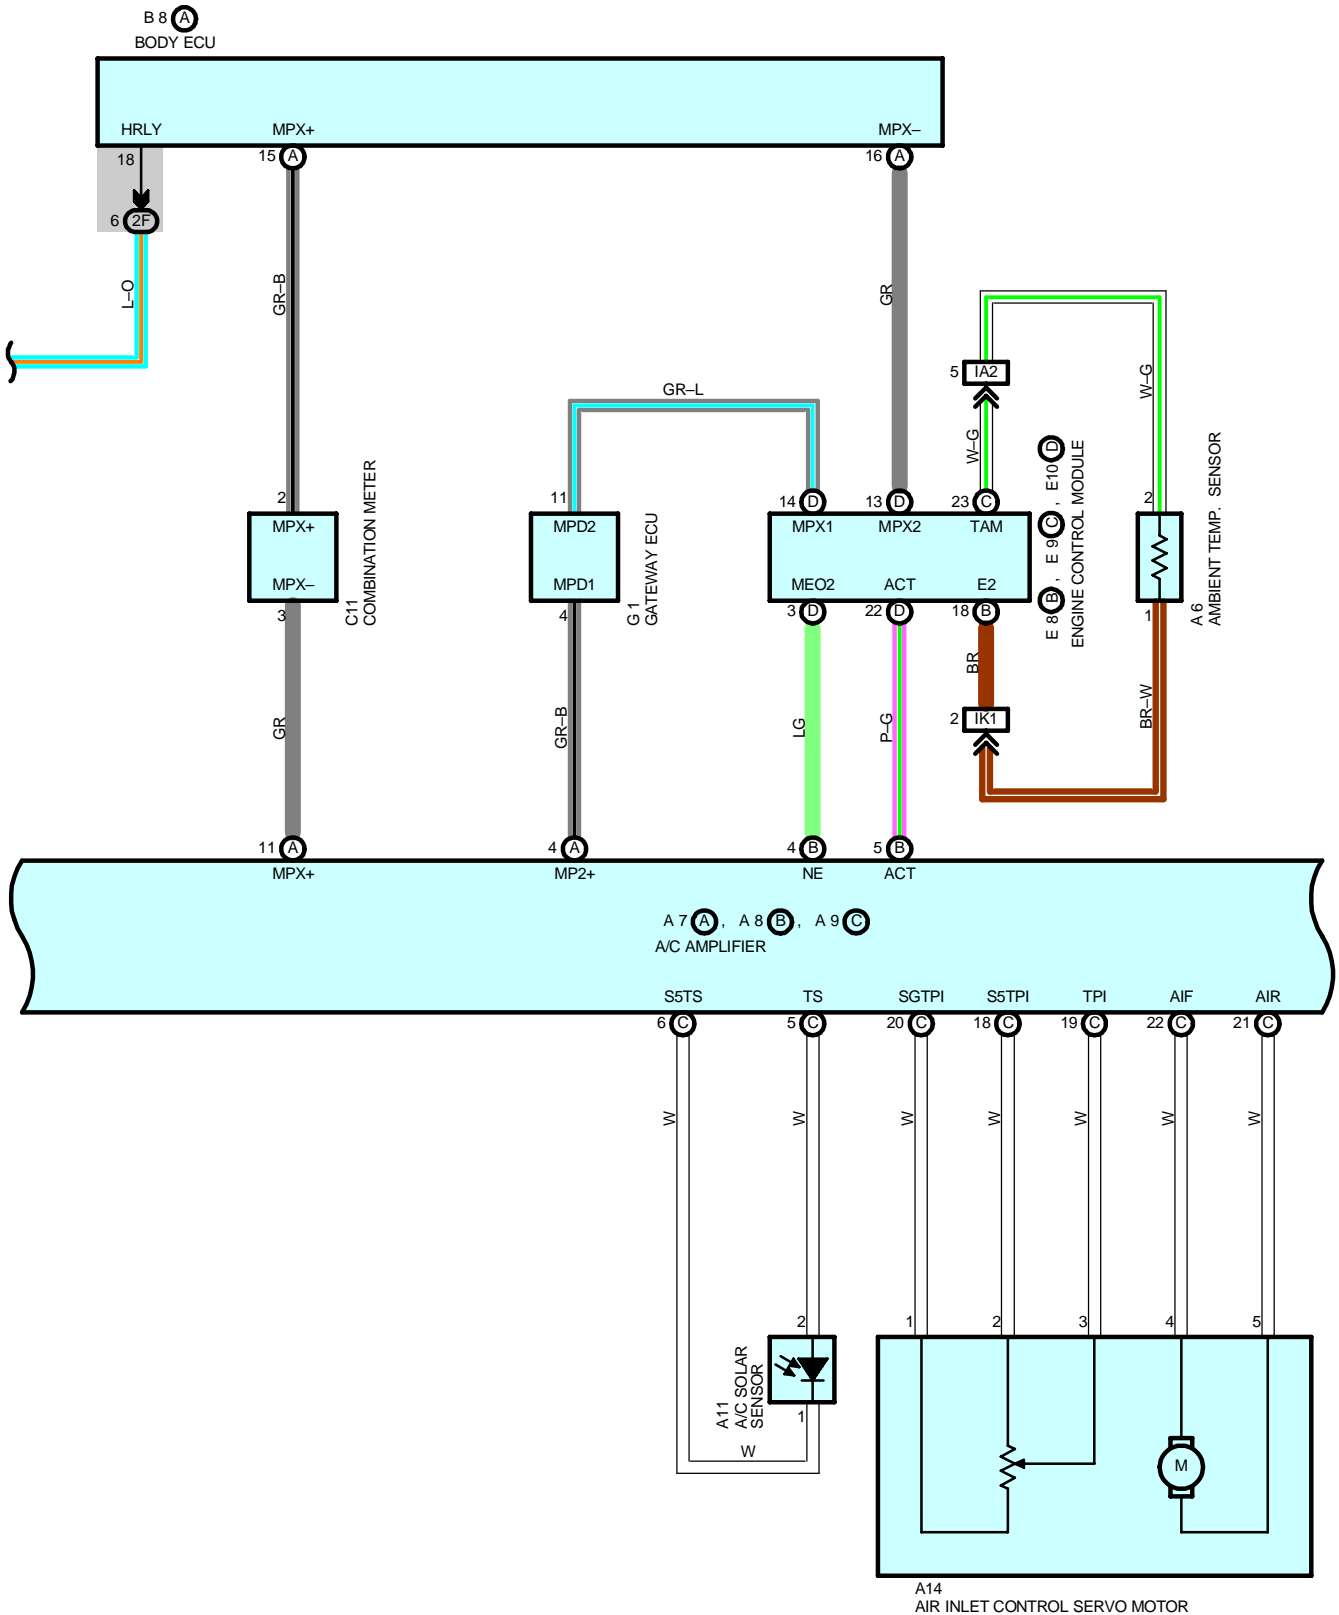 B 8 A
BODY ECU
HRLY MPX+ MPX–
18 15 A 16 A
6 2F
L–O
GR–B
GR
5 IA2
W–G
W–G
GR–L
2 11 14 D 13 D 23 C 2
MPX+ MPD2 MPX1 MPX2 TAM
MPX– MPD1 MEO2 ACT E2
3 4 3 D 22 D 18 B 1
C11
COMBINATION METER
G 1
GATEWAY ECU
E 8 B , E 9 C , E10 D
ENGINE CONTROL MODULE
A 6
AMBIENT TEMP. SENSOR
BR
2 IK1
GR
GR–B
LG
P–G
BR–W
11 A 4 A 4 B 5 B
MPX+ MP2+ NE ACT
A 7 A , A 8 B , A 9 C
A/C AMPLIFIER
S5TS TS SGTPI S5TPI TPI AIF AIR
6 C 5 C 20 C 18 C 19 C 22 C 21 C
W W W W W W W
2 1 2 3 4 5
A11
A/C SOLAR
SENSOR
1
W
M
A14
AIR INLET CONTROL SERVO MOTOR